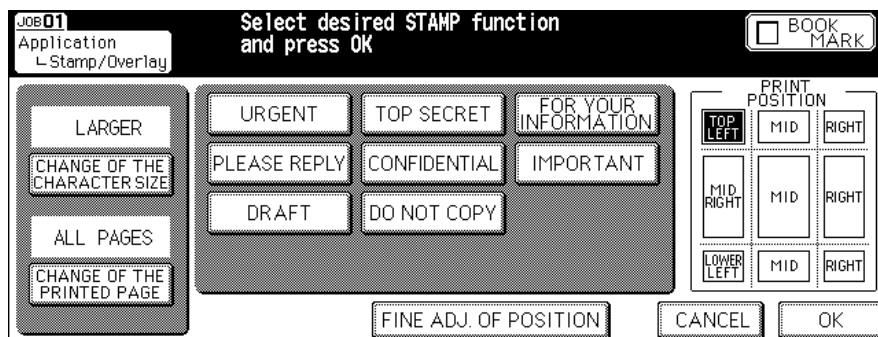 JOB 01
Application
Stamp/Overlay
Select desired STAMP function
and press OK
BOOK
MARK
LARGER
CHANGE OF THE
CHARACTER SIZE
ALL PAGES
CHANGE OF THE
PRINTED PAGE
URGENT
TOP SECRET
FOR YOUR
INFORMATION
PLEASE REPLY
CONFIDENTIAL
IMPORTANT
DRAFT
DO NOT COPY
PRINT
POSITION
TOP
LEFT
MID
RIGHT
MID
RIGHT
MID
RIGHT
LOWER
LEFT
MID
RIGHT
FINE ADJ. OF POSITION
CANCEL
OK